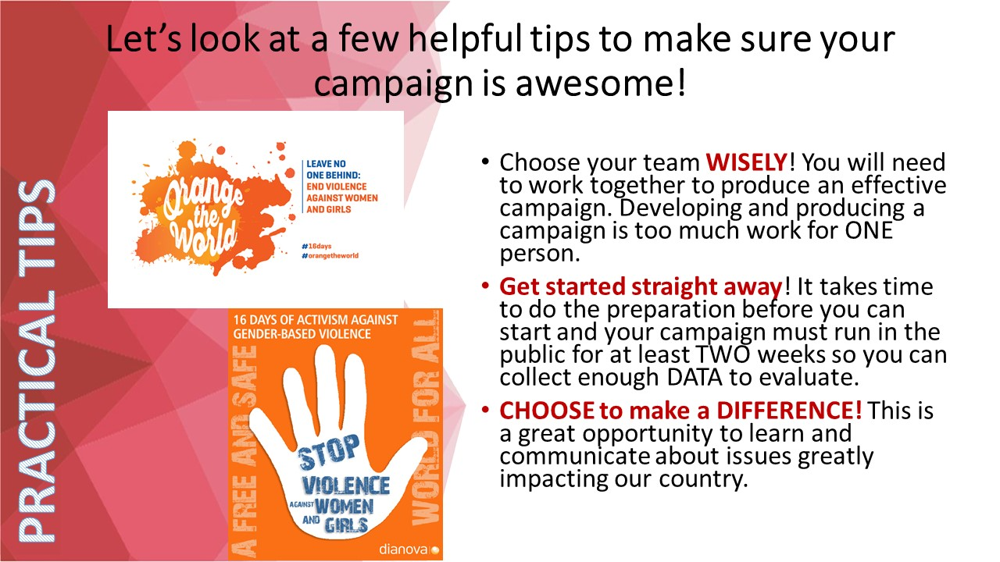 Let’s look at a few helpful tips to make sure your
campaign is awesome!
PRACTICAL TIPS
Orange
the
World
LEAVE NO
ONE BEHIND:
END VIOLENCE
AGAINST WOMEN
AND GIRLS
#16days
#orangetheworld
16 DAYS OF ACTIVISM AGAINST
GENDER-BASED VIOLENCE
A FREE AND SAFE
WORLD FOR ALL
STOP
VIOLENCE
AGAINST WOMEN
AND GIRLS
dianova
• Choose your team WISELY! You will need
to work together to produce an effective
campaign. Developing and producing a
campaign is too much work for ONE
person.
• Get started straight away! It takes time
to do the preparation before you can
start and your campaign must run in the
public for at least TWO weeks so you can
collect enough DATA to evaluate.
• CHOOSE to make a DIFFERENCE! This is
a great opportunity to learn and
communicate about issues greatly
impacting our country.